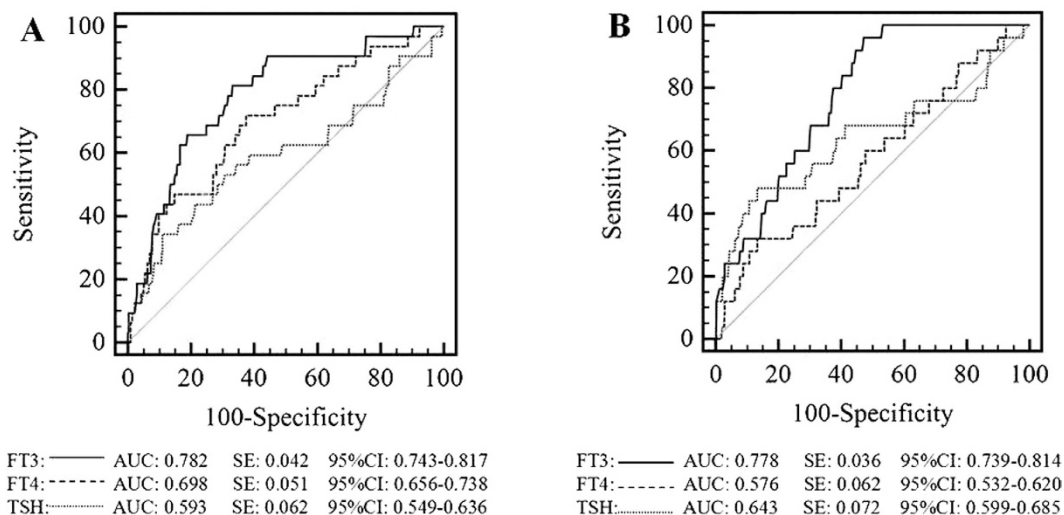 A
Sensitivity
100
80
60
40
20
0
0 20 40 60 80 100
100-Specificity
FT3: AUC: 0.782 SE: 0.042 95%CI: 0.743-0.817
FT4: AUC: 0.698 SE: 0.051 95%CI: 0.656-0.738
TSH: AUC: 0.593 SE: 0.062 95%CI: 0.549-0.636
B
Sensitivity
100
80
60
40
20
0
0 20 40 60 80 100
100-Specificity
FT3: AUC: 0.778 SE: 0.036 95%CI: 0.739-0.814
FT4: AUC: 0.576 SE: 0.062 95%CI: 0.532-0.620
TSH: AUC: 0.643 SE: 0.072 95%CI: 0.599-0.685